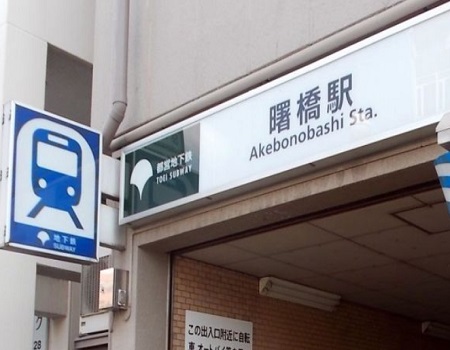 曙橋駅
Akebonobashi Sta.
都営地下鉄
TOEI SUBWAY
地下鉄
SUBWAY
この出入口附近に自転
28